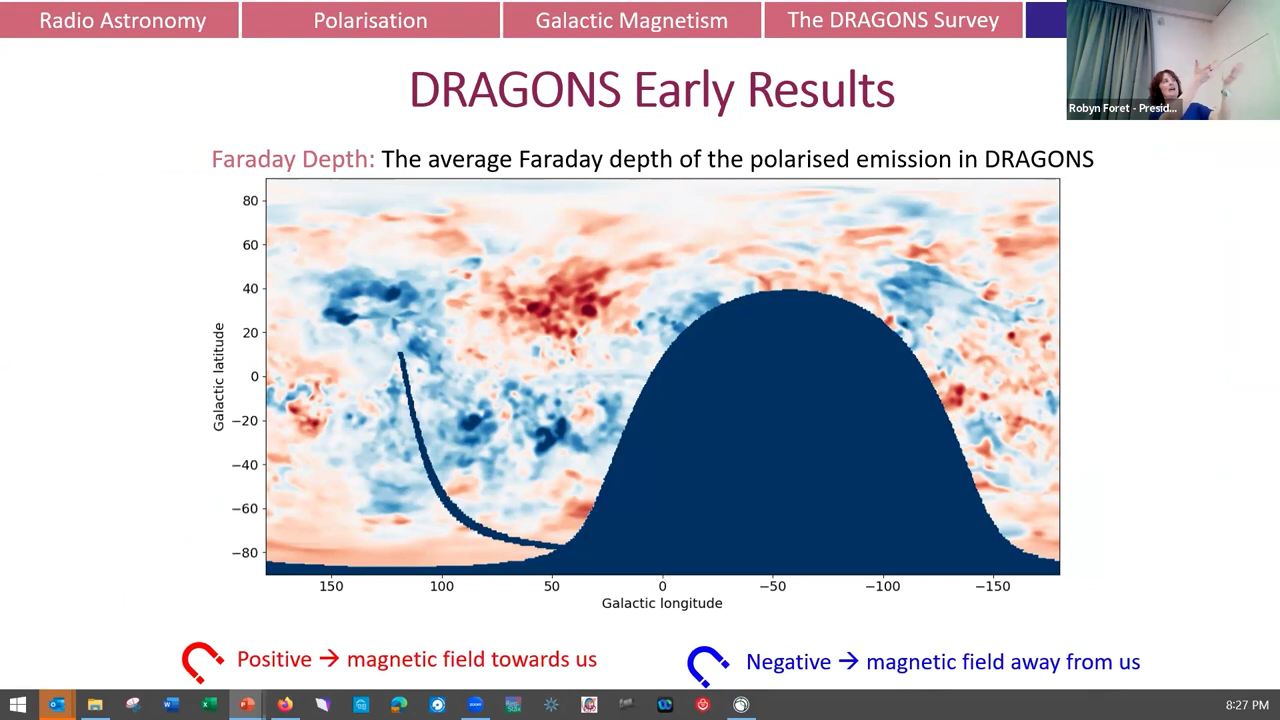 Radio Astronomy
Polarisation
Galactic Magnetism
The DRAGONS Survey
Robyn Foret - Presid...
DRAGONS Early Results
Faraday Depth: The average Faraday depth of the polarised emission in DRAGONS
80
60
40
20
0
−20
−40
−60
−80
Galactic latitude
150 100 50 0 −50 −100 −150
Galactic longitude
Positive → magnetic field towards us
Negative → magnetic field away from us
8:27 PM